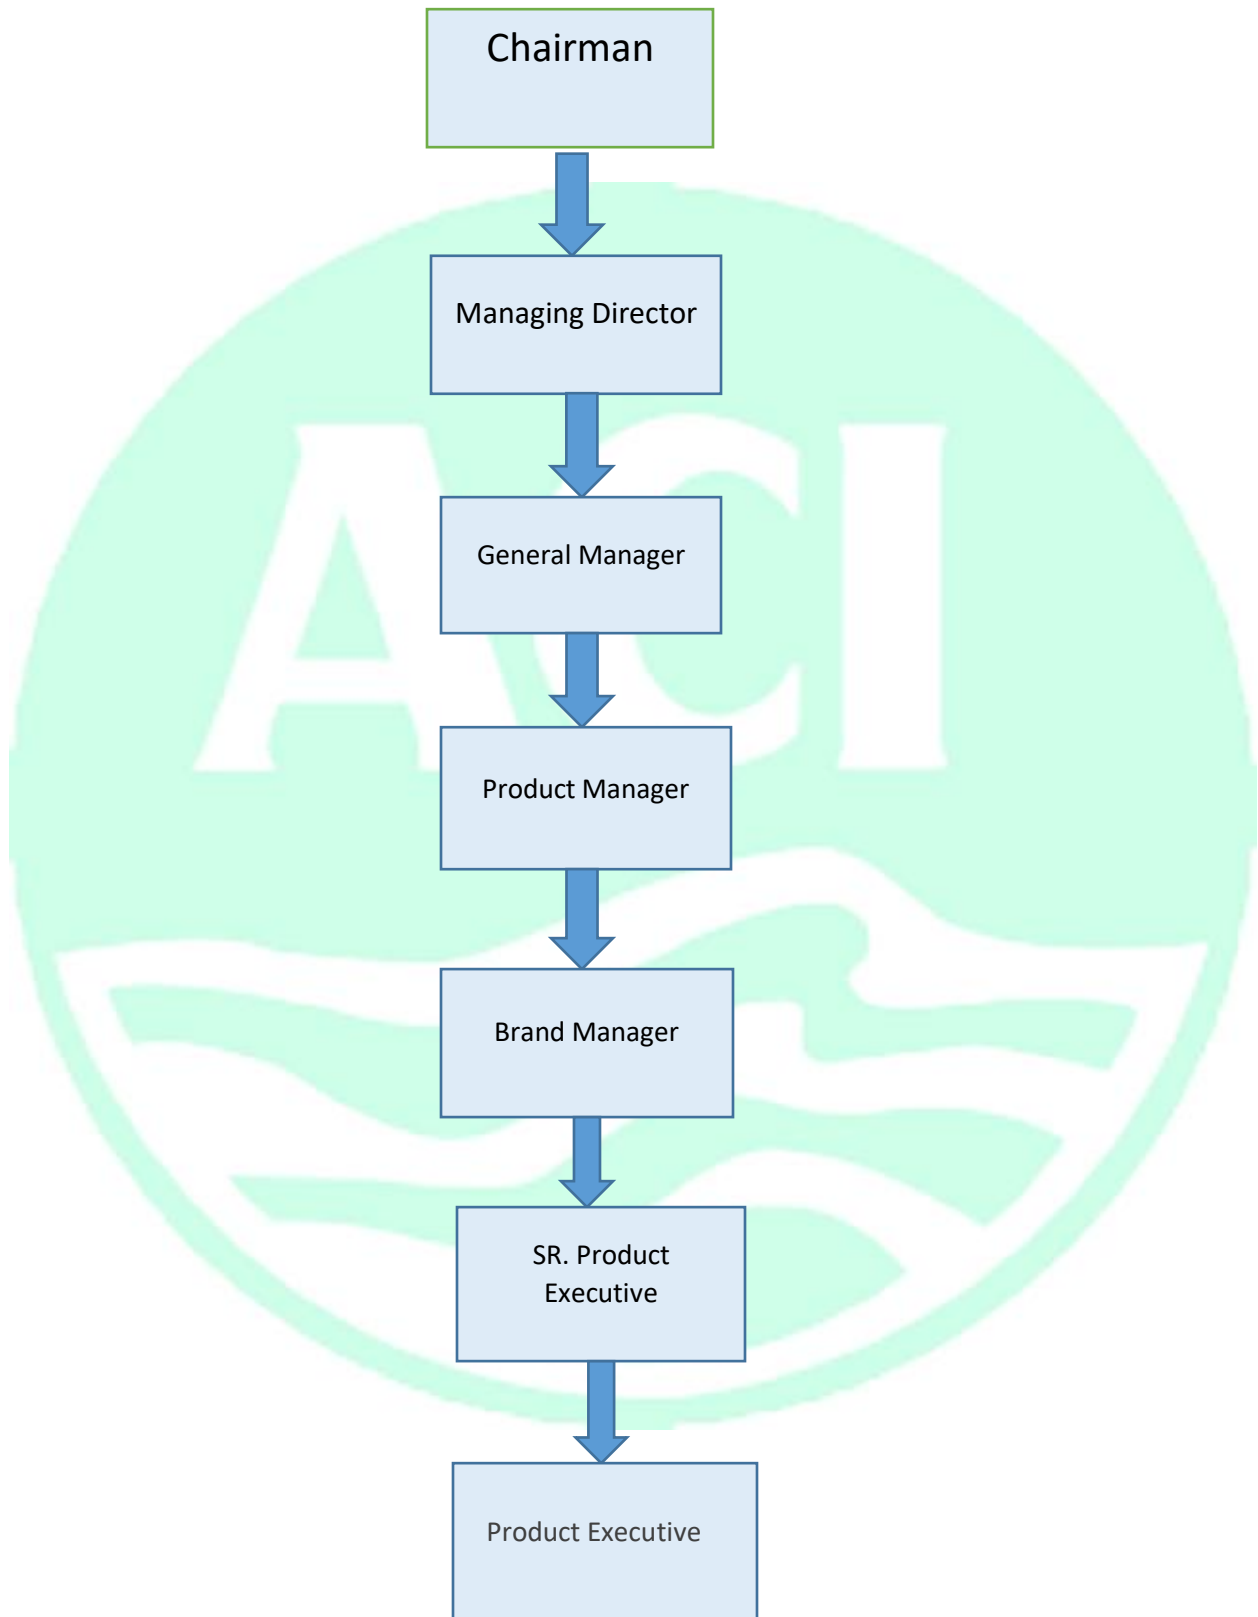 Chairman
Managing Director
ACI
General Manager
Product Manager
Brand Manager
SR. Product
Executive
Product Executive